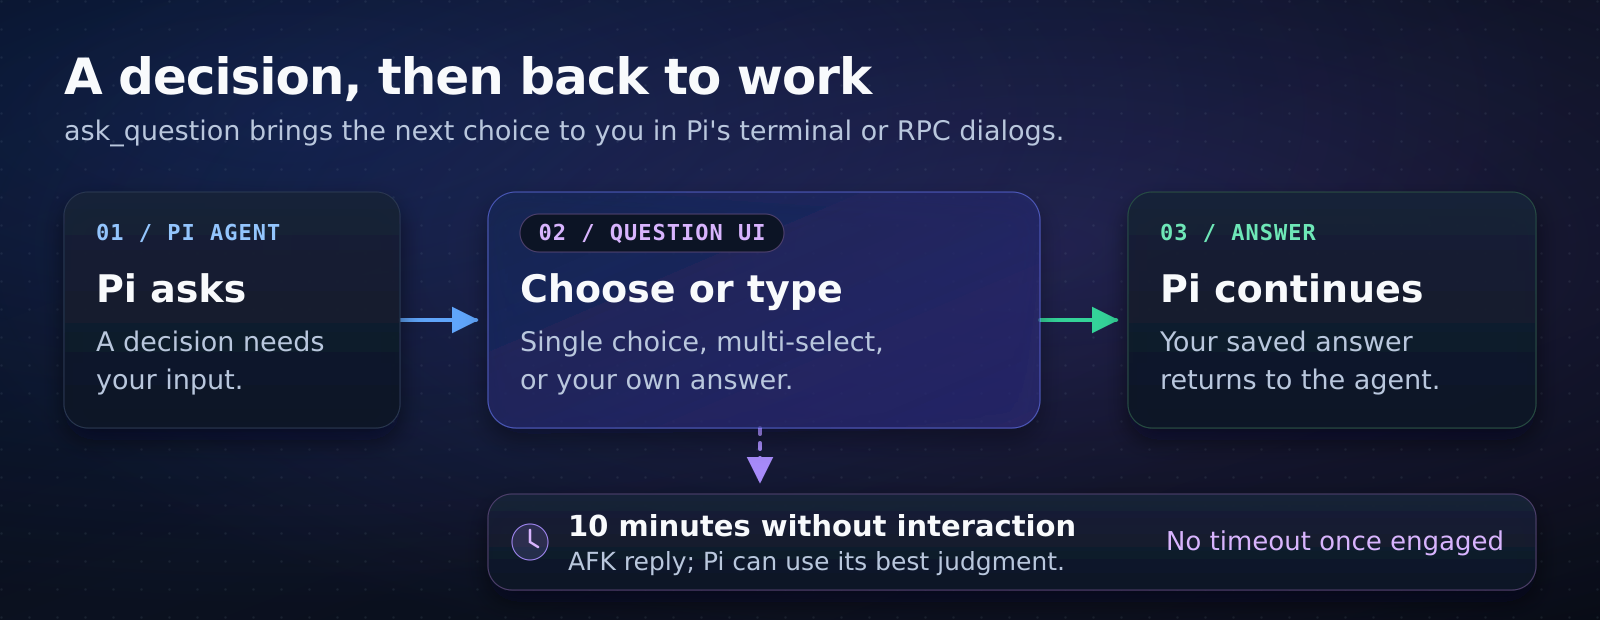 A decision, then back to work
ask_question brings the next choice to you in Pi's terminal or RPC dialogs.
01 / PI AGENT
Pi asks
A decision needs
your input.
02 / QUESTION UI
Choose or type
Single choice, multi-select,
or your own answer.
03 / ANSWER
Pi continues
Your saved answer
returns to the agent.
10 minutes without interaction
AFK reply; Pi can use its best judgment.
No timeout once engaged